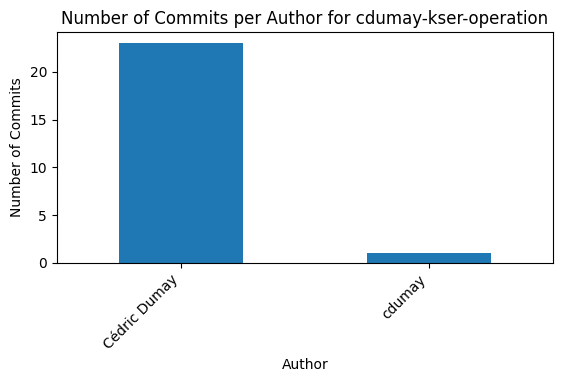 Number of Commits per Author for cdumay-kser-operation
Number of Commits
20
15
10
5
0
Cédric Dumay
cdumay
Author